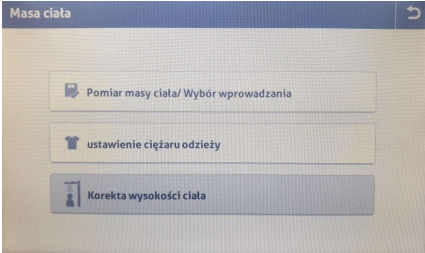 Masa ciała
Pomiar masy ciała/ Wybór wprowadzania
ustawienie ciężaru odzieży
Korekta wysokości ciała